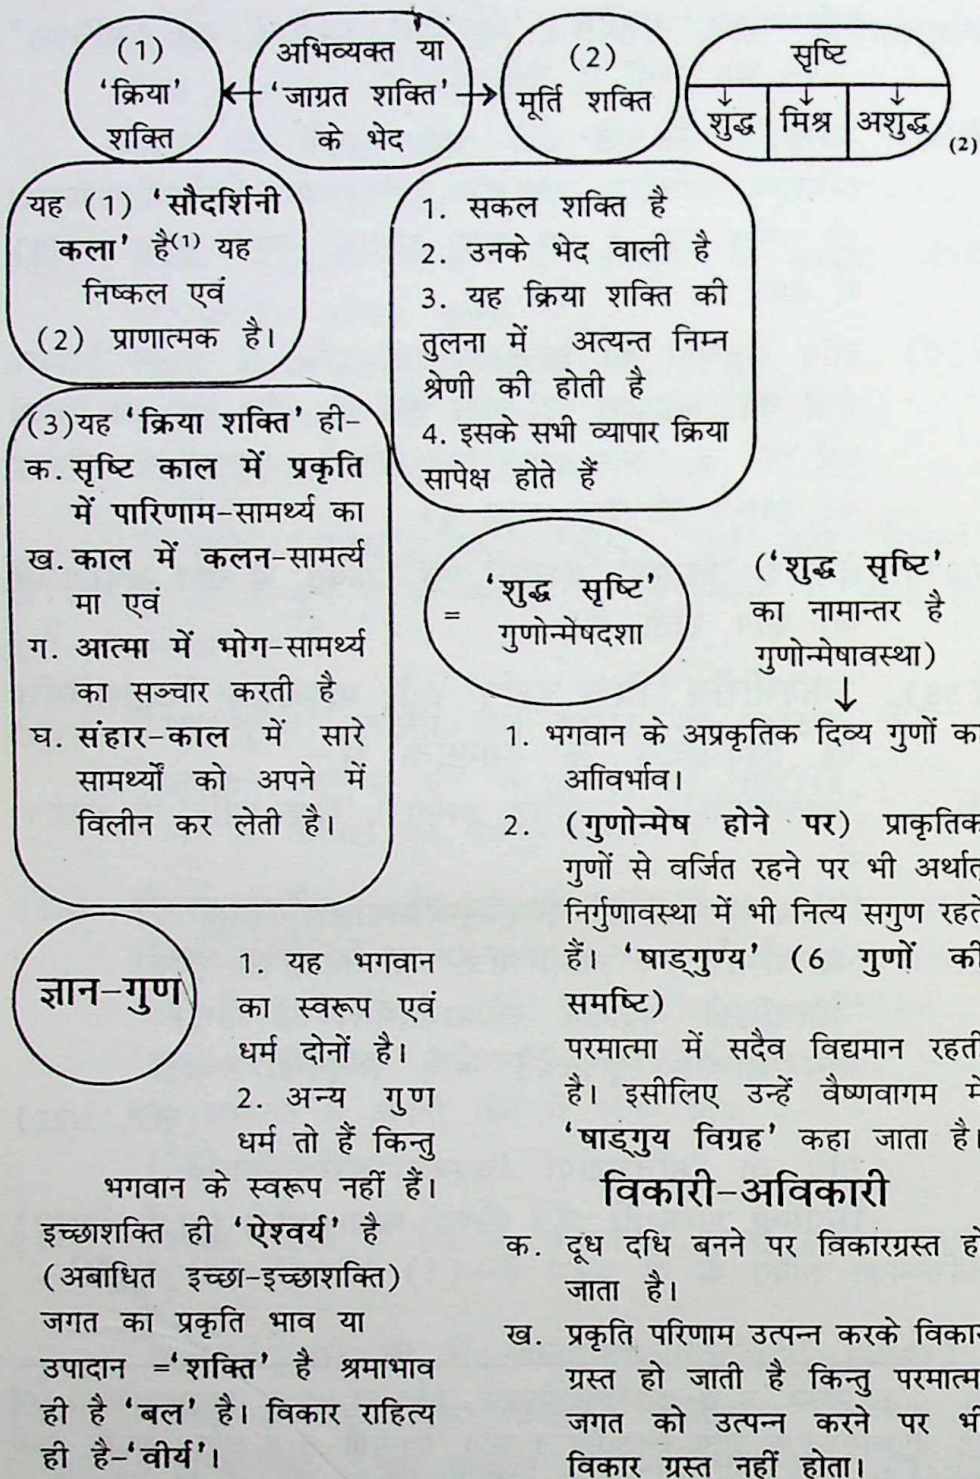 (1)
'क्रिया'
शक्ति
अभिव्यक्त या
'जाग्रत शक्ति'
के भेद
(2)
मूर्ति शक्ति
सृष्टि
शुद्ध मिश्र अशुद्ध
(2)
यह (1) 'सौदर्शिनी
कला' है(1) यह
निष्कल एवं
(2) प्राणात्मक है।
1. सकल शक्ति है
2. उनके भेद वाली है
3. यह क्रिया शक्ति की
तुलना में अत्यन्त निम्न
श्रेणी की होती है
4. इसके सभी व्यापार क्रिया
सापेक्ष होते हैं
(3)यह 'क्रिया शक्ति' ही-
क. सृष्टि काल में प्रकृति
में पारिणाम-सामर्थ्य का
ख. काल में कलन-सामर्त्य
मा एवं
ग. आत्मा में भोग-सामर्थ्य
का सञ्चार करती है
घ. संहार-काल में सारे
सामर्थ्यों को अपने में
विलीन कर लेती है।
= 'शुद्ध सृष्टि'
गुणोन्मेषदशा
('शुद्ध सृष्टि'
का नामान्तर है
गुणोन्मेषावस्था)
1. भगवान के अप्रकृतिक दिव्य गुणों का
आविर्भाव।
2. (गुणोन्मेष होने पर) प्राकृतिक
गुणों से वर्जित रहने पर भी अर्थात
निर्गुणावस्था में भी नित्य सगुण रहते
हैं। 'षाड्गुण्य' (6 गुणों की
समष्टि)
परमात्मा में सदैव विद्यमान रहती
है। इसीलिए उन्हें वैष्णवागम में
'षाड्गुय विग्रह' कहा जाता है।
ज्ञान-गुण
1. यह भगवान
का स्वरूप एवं
धर्म दोनों है।
2. अन्य गुण
धर्म तो हैं किन्तु
भगवान के स्वरूप नहीं हैं।
इच्छाशक्ति ही 'ऐश्वर्य' है
(अबाधित इच्छा-इच्छाशक्ति)
जगत का प्रकृति भाव या
उपादान ='शक्ति' है श्रमाभाव
ही है 'बल' है। विकार राहित्य
ही है-'वीर्य'।
विकारी-अविकारी
क. दूध दधि बनने पर विकारग्रस्त हो
जाता है।
ख. प्रकृति परिणाम उत्पन्न करके विकार
ग्रस्त हो जाती है किन्तु परमात्मा
जगत को उत्पन्न करने पर भी
विकार ग्रस्त नहीं होता।